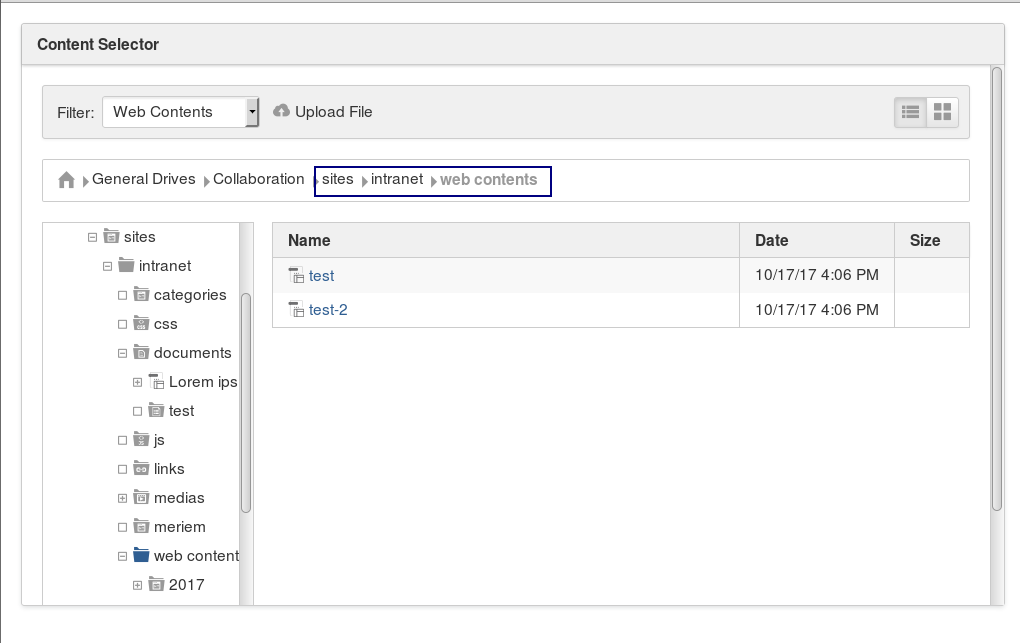 Content Selector
Filter: Web Contents Upload File
General Drives Collaboration sites intranet web contents
sites
intranet
categories
css
documents
Lorem ips
test
js
links
medias
meriem
web content
2017
Name Date Size
test 10/17/17 4:06 PM
test-2 10/17/17 4:06 PM